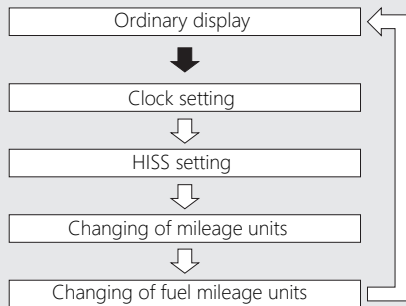 Ordinary display
Clock setting
HISS setting
Changing of mileage units
Changing of fuel mileage units